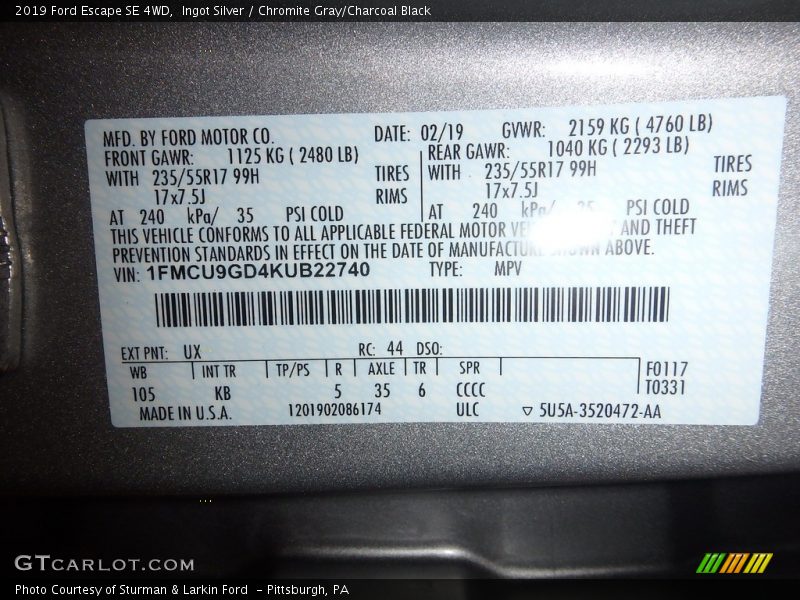 2019 Ford Escape SE 4WD,  Ingot Silver / Chromite Gray/Charcoal Black
MFD. BY FORD MOTOR CO. DATE: 02/19 GVWR: 2159 KG ( 4760 LB)
FRONT GAWR: 1125 KG ( 2480 LB) REAR GAWR: 1040 KG ( 2293 LB)
WITH 235/55R17 99H TIRES WITH 235/55R17 99H TIRES
17x7.5J RIMS 17x7.5J RIMS
AT 240 kPa/ 35 PSI COLD AT 240 kPa/ 35 PSI COLD
THIS VEHICLE CONFORMS TO ALL APPLICABLE FEDERAL MOTOR AND THEFT
PREVENTION STANDARDS IN EFFECT ON THE DATE OF MANUFACTURE SHOWN ABOVE.
VIN: 1FMCU9GD4KUB22740 TYPE: MPV
EXT PNT: UX RC: 44 DSO:
WB INT TR TP/PS R AXLE TR SPR F0117
105 KB 5 35 6 CCCC T0331
MADE IN U.S.A. 1201902086174 ULC ▽ 5U5A-3520472-AA
GTCARLOT.COM
Photo Courtesy of Sturman & Larkin Ford  - Pittsburgh, PA